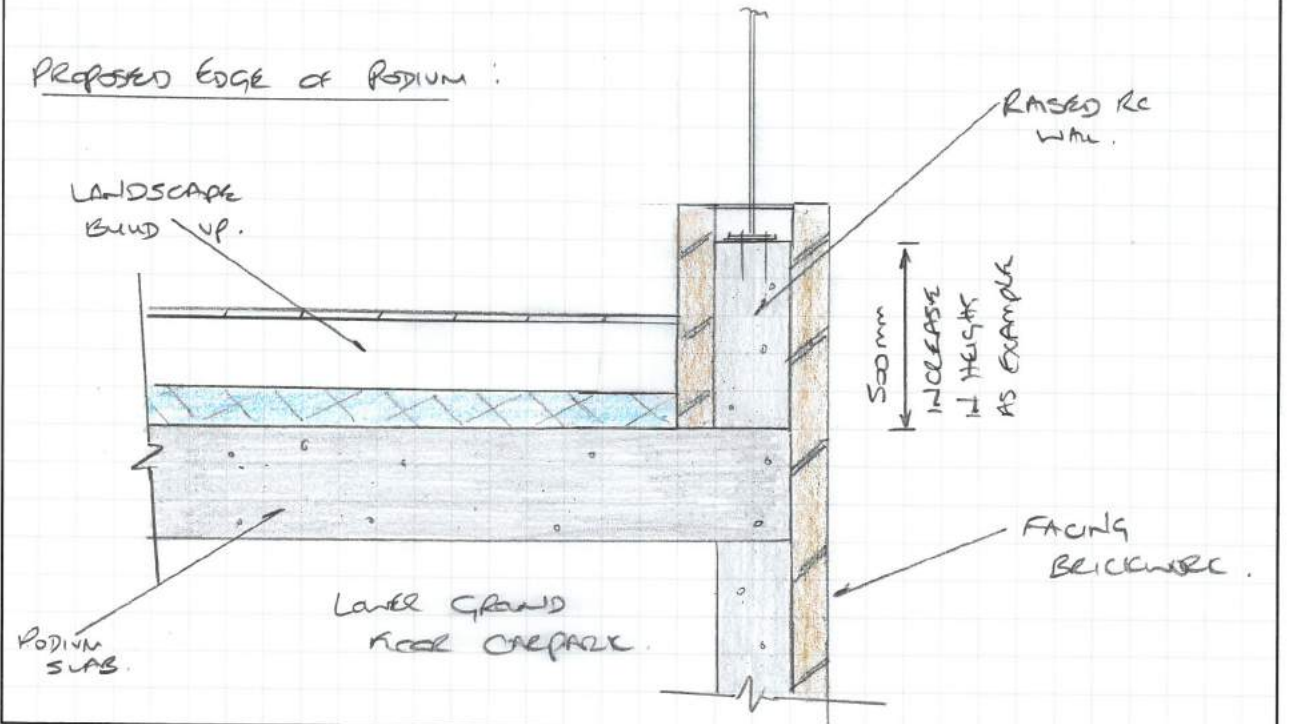 PROPOSED EDGE OF PODIUM :
RAISED RC
WALL.
LANDSCAPE
BUILD UP.
500mm
INCREASE
IN HEIGHT
AS EXAMPLE
FACING
BRICKWORK.
LOWER GROUND
FLOOR CARPARK.
PODIUM
SLAB.